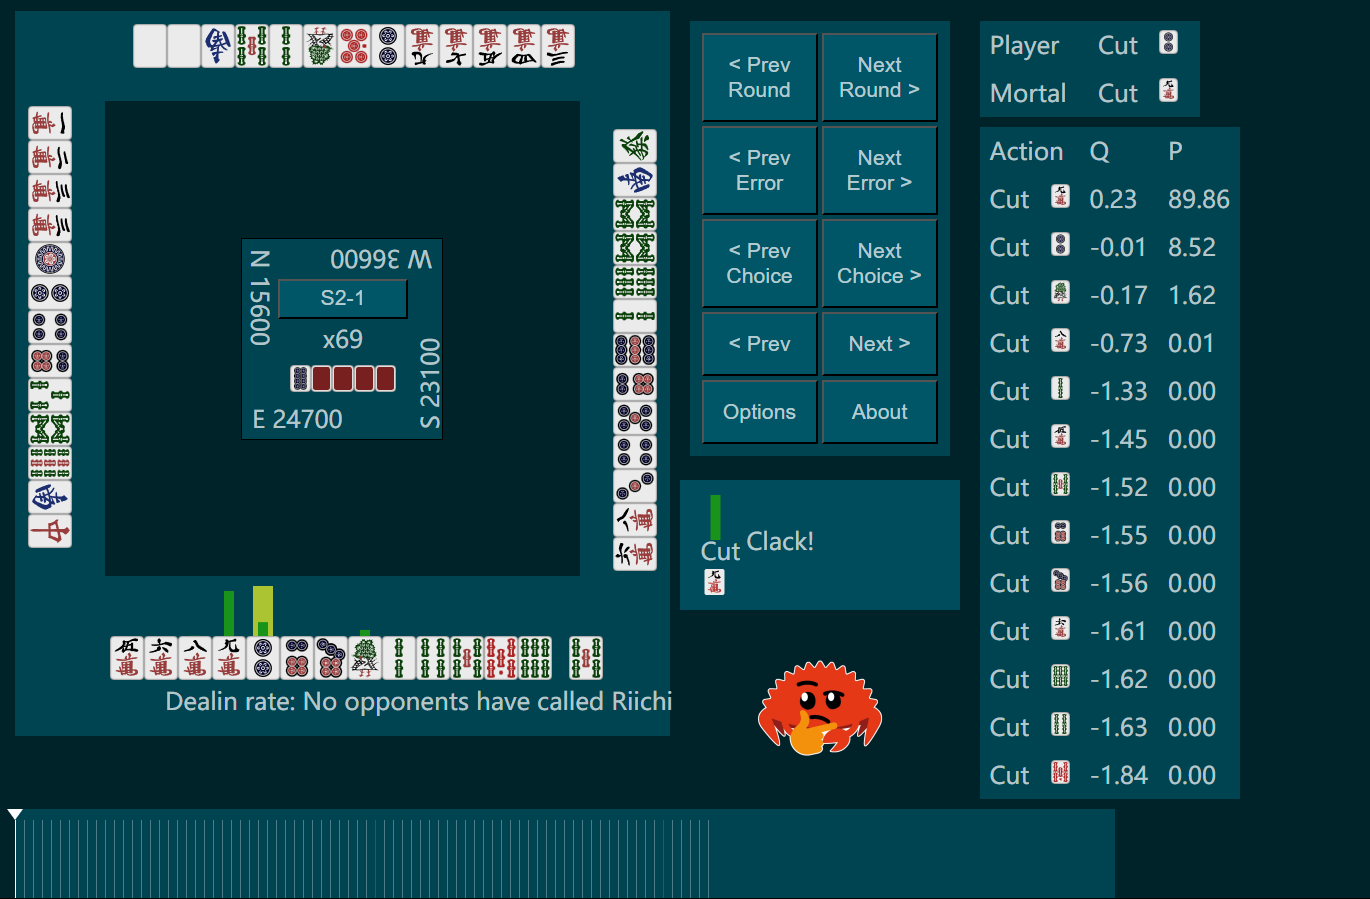 N 15600
W 36600
S2-1
x69
E 24700
S 23100
Dealin rate: No opponents have called Riichi
< Prev Round
Next Round >
< Prev Error
Next Error >
< Prev Choice
Next Choice >
< Prev
Next >
Options
About
Cut
Clack!
Player Cut
Mortal Cut
Action Q P
Cut 0.23 89.86
Cut -0.01 8.52
Cut -0.17 1.62
Cut -0.73 0.01
Cut -1.33 0.00
Cut -1.45 0.00
Cut -1.52 0.00
Cut -1.55 0.00
Cut -1.56 0.00
Cut -1.61 0.00
Cut -1.62 0.00
Cut -1.63 0.00
Cut -1.84 0.00